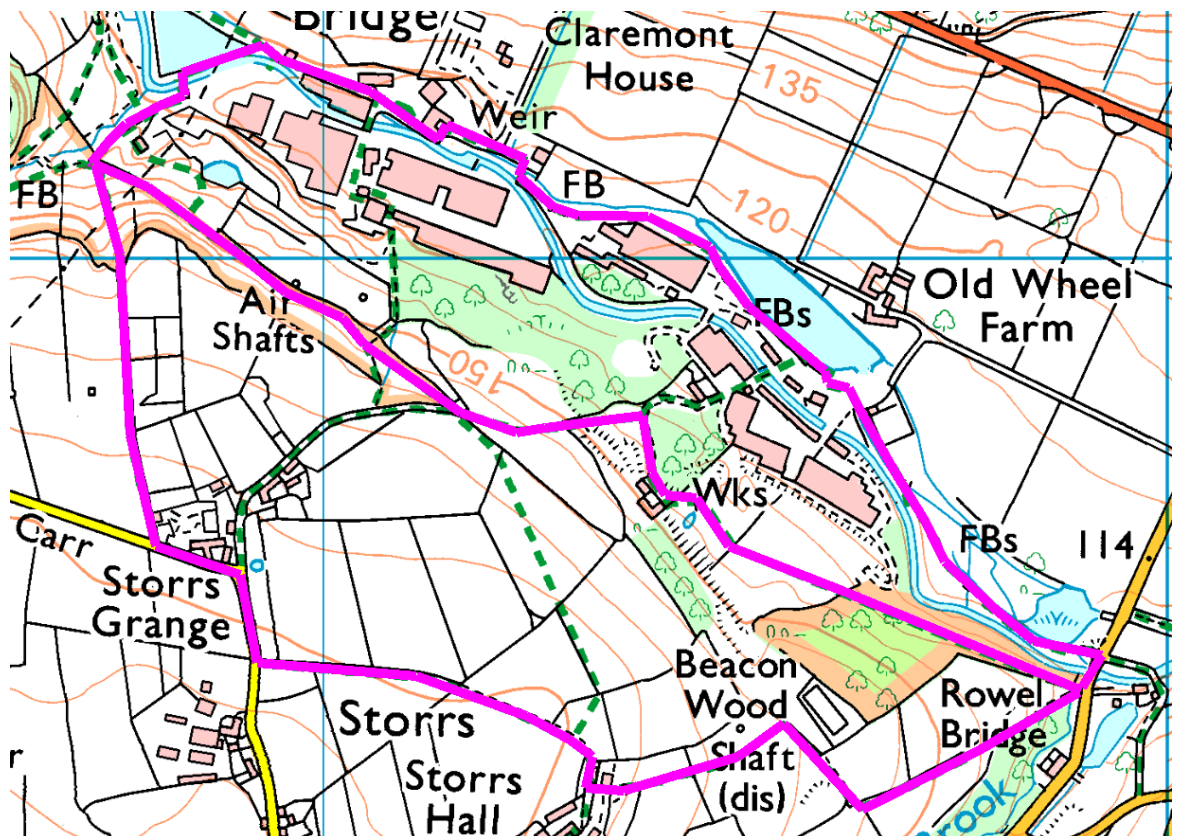 Bridge
Claremont
House
135
Weir
FB
FB
120
Old Wheel
Farm
FBs
Air
Shafts
150
Wks
FBs
114
Carr
Storrs
Grange
Beacon
Wood
Rowel
Bridge
Storrs
Shaft
(dis)
Storrs
Hall
r
Brook